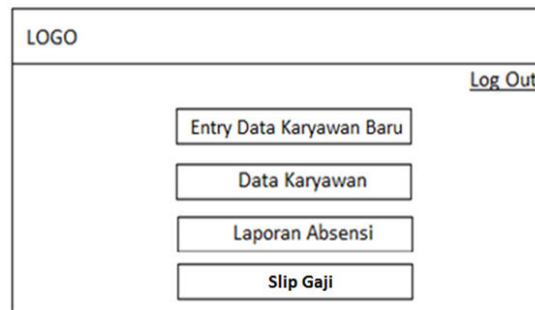 LOGO
Log Out
Entry Data Karyawan Baru
Data Karyawan
Laporan Absensi
Slip Gaji